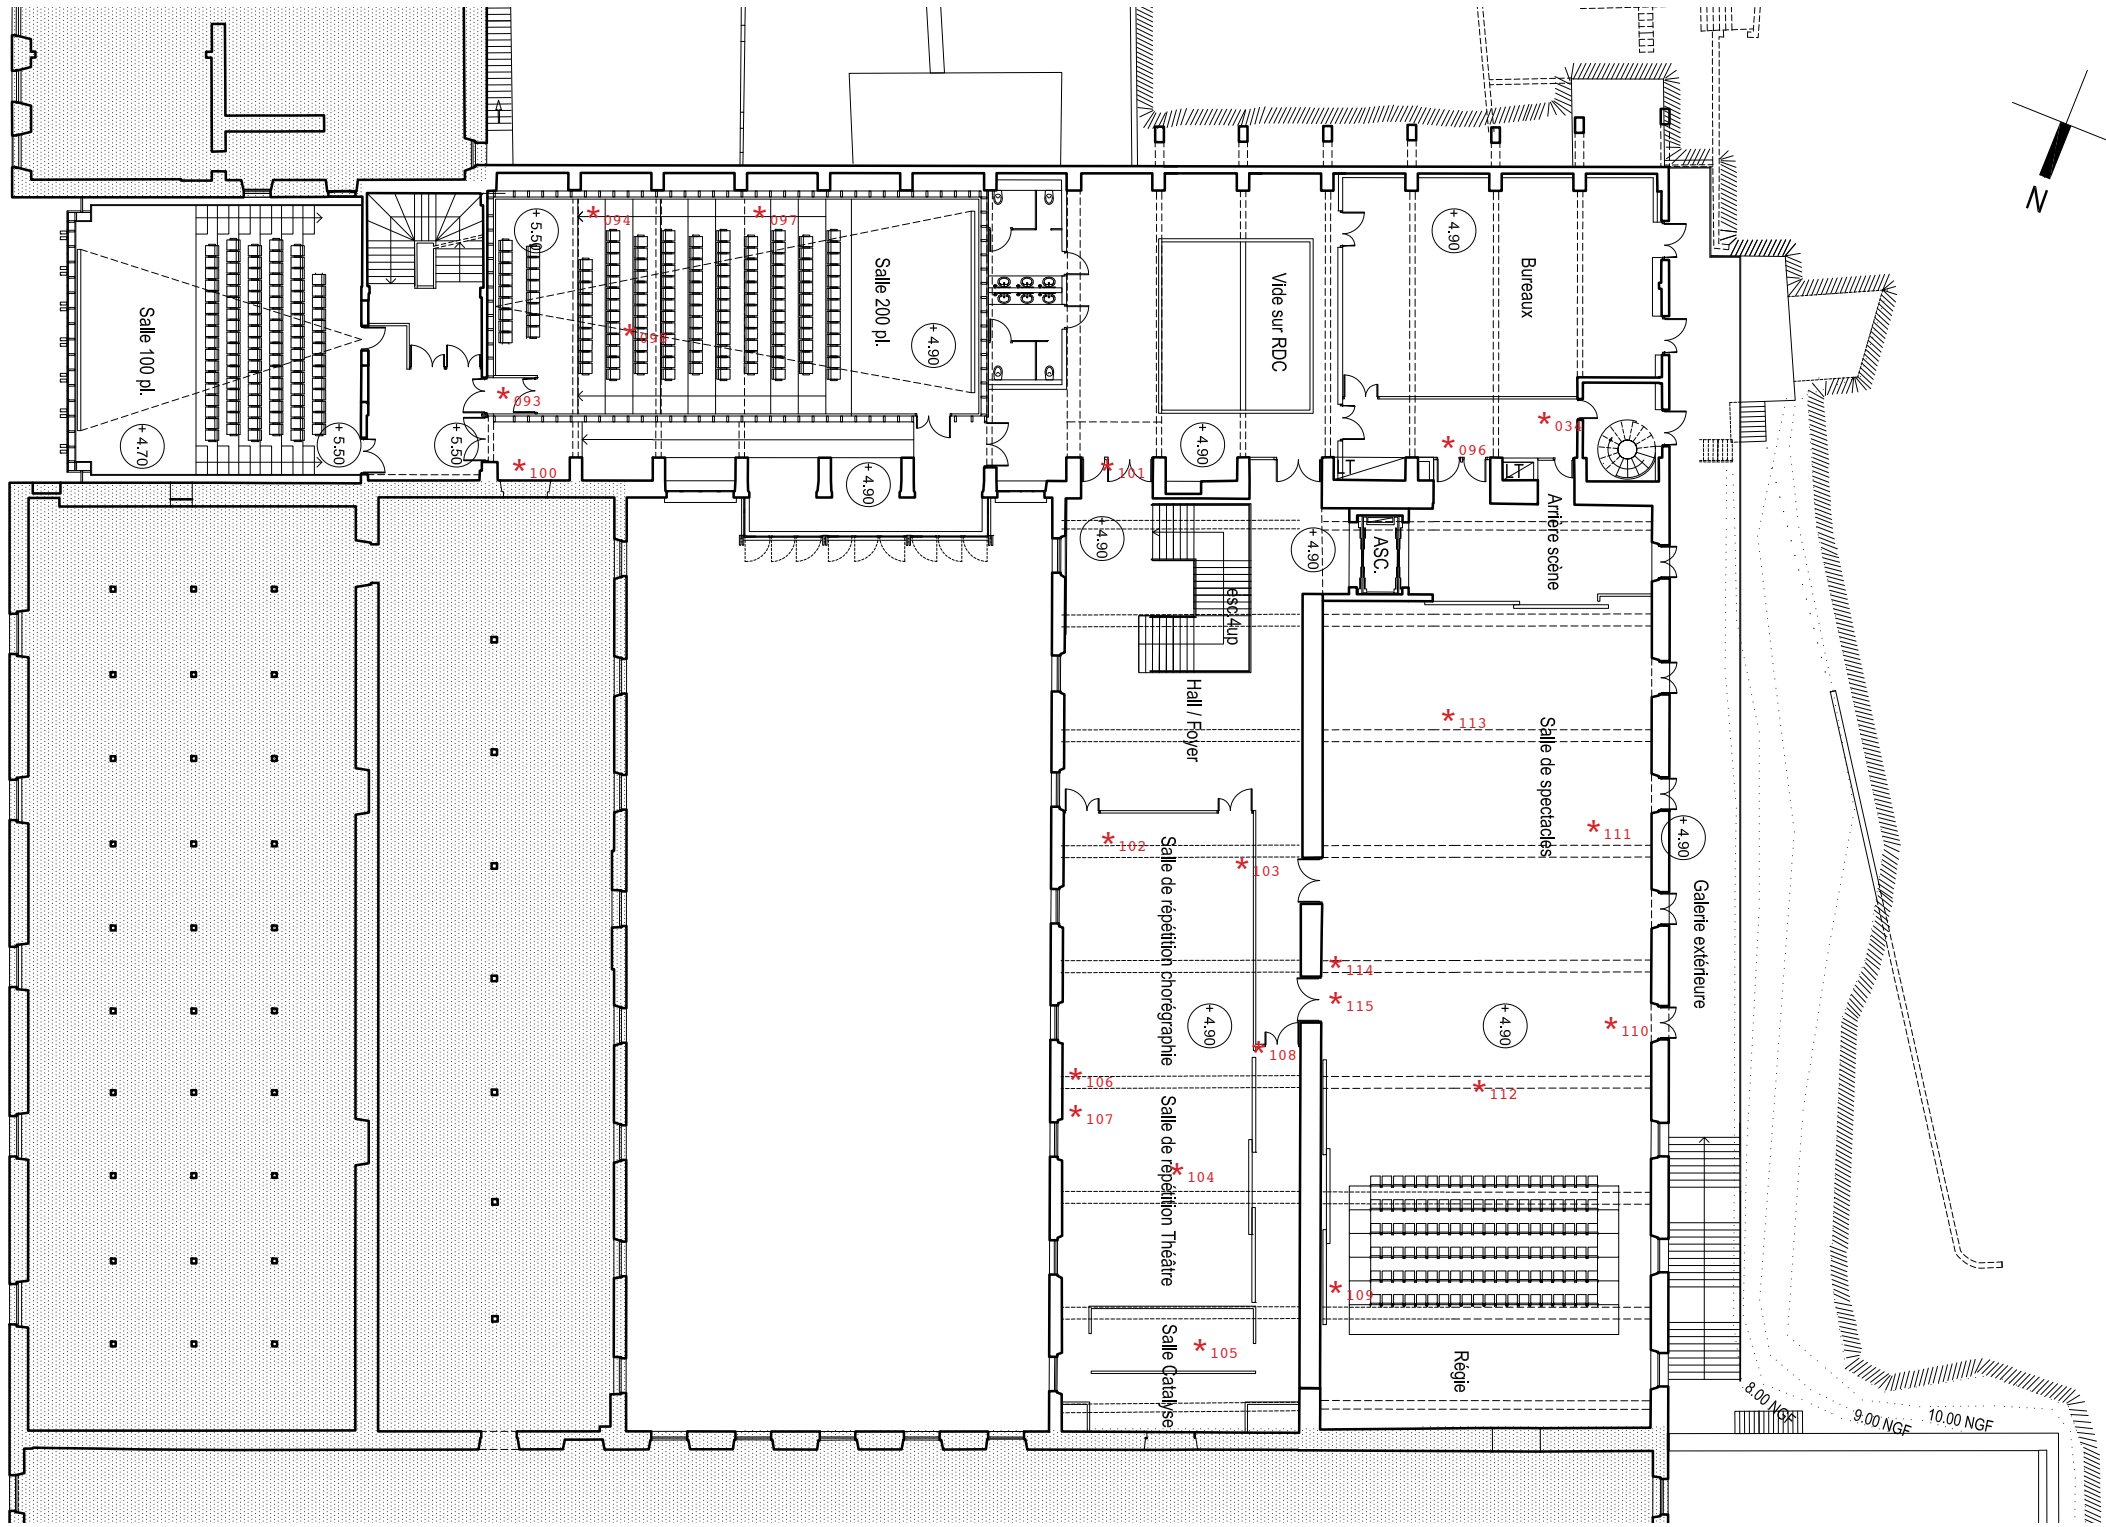 N
+ 5.50
*094
*097
+ 4.90
Salle 200 pl.
Vide sur RDC
Bureaux
Salle 100 pl.
+ 4.90
*093
+ 4.70
+ 5.50
+ 5.50
*100
+ 4.90
*101
+ 4.90
*096
*034
LT
LT
+ 4.90
+ 4.90
ASC.
Arrière scène
esc.4up
Hall / Foyer
*113
Salle de spectacles
*111
+ 4.90
*102
*103
Salle de répétition chorégraphie
Galerie extérieure
*114
*115
+ 4.90
+ 4.90
*110
*108
*106
*107
*112
Salle de répétition Théâtre
*104
*109
Salle Catalyse
*105
Régie
8.00 NGF
9.00 NGF
10.00 NGF